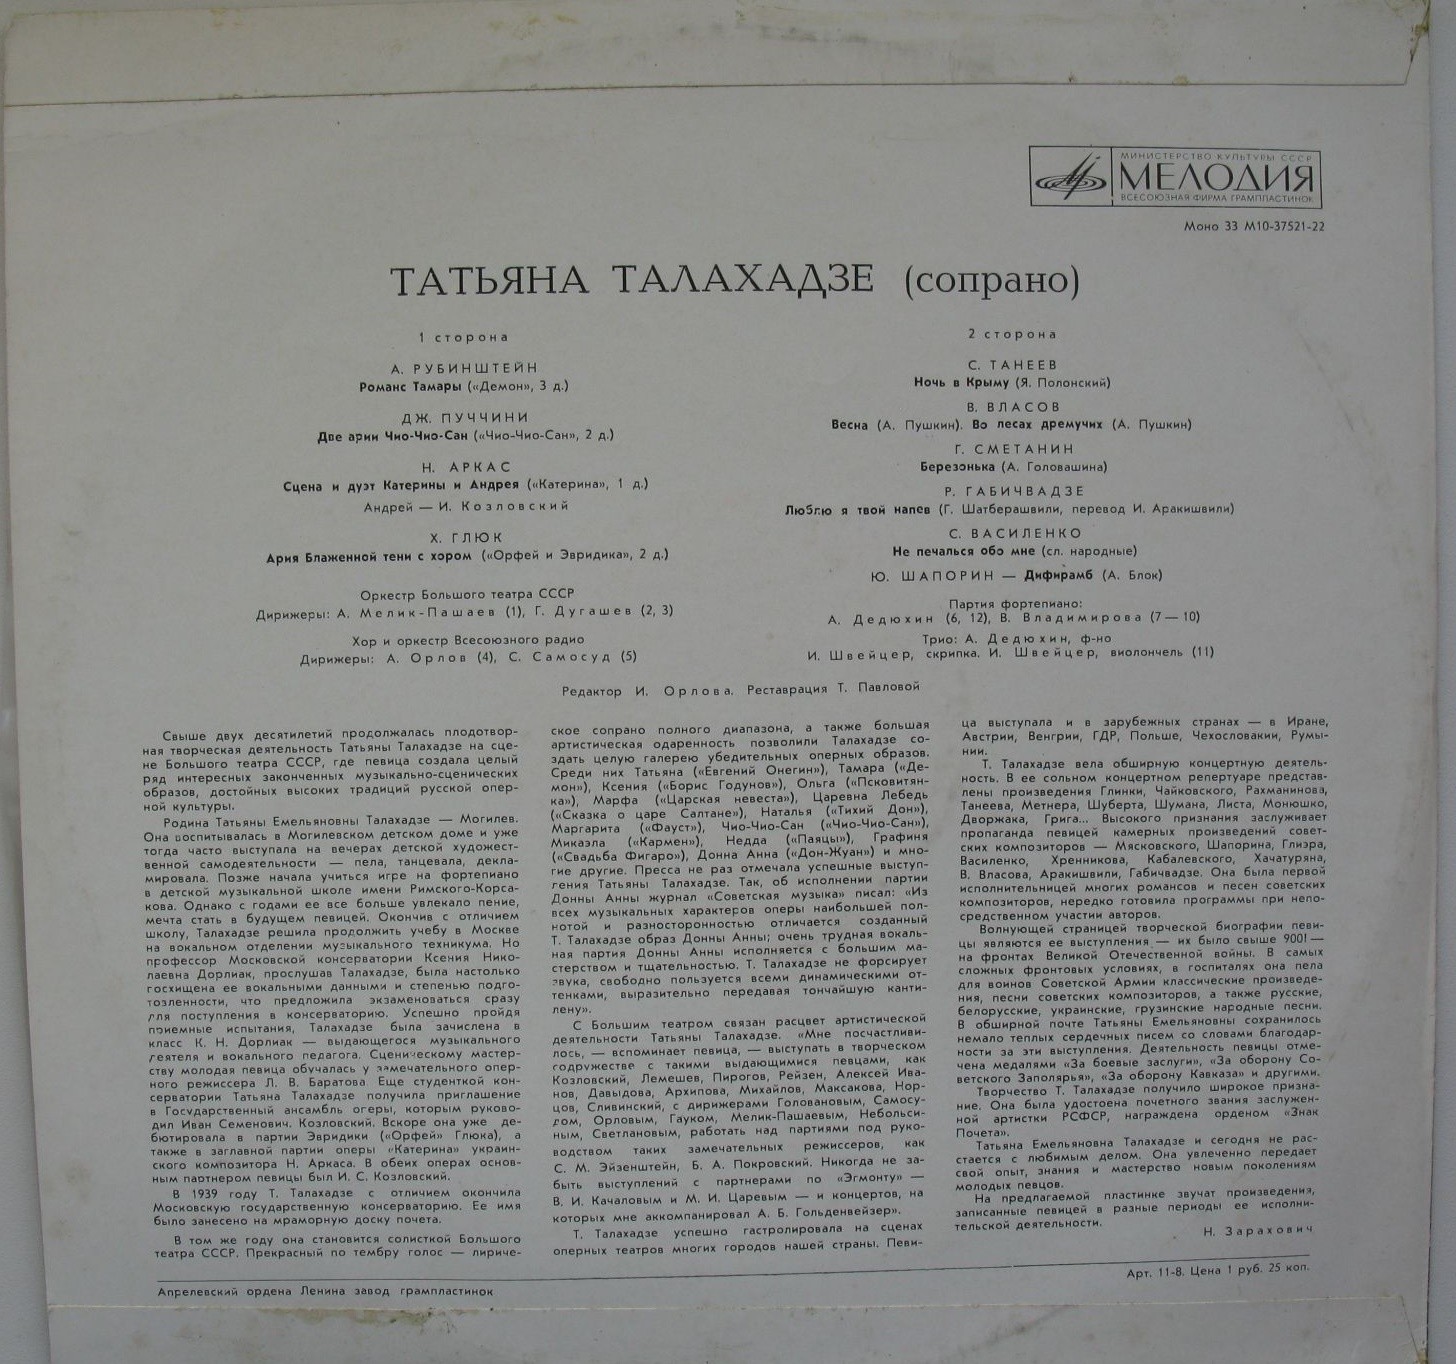 МИНИСТЕРСТВО КУЛЬТУРЫ СССР
МЕЛОДИЯ
ВСЕСОЮЗНАЯ ФИРМА ГРАМПЛАСТИНОК
Моно 33 М10-37521-22
ТАТЬЯНА ТАЛАХАДЗЕ (сопрано)
1 сторона
А. РУБИНШТЕЙН
Романс Тамары («Демон», 3 д.)
ДЖ. ПУЧЧИНИ
Две арии Чио-Чио-Сан («Чио-Чио-Сан», 2 д.)
Н. АРКАС
Сцена и дуэт Катерины и Андрея («Катерина», 1 д.)
Андрей — И. Козловский
Х. ГЛЮК
Ария Блаженной тени с хором («Орфей и Эвридика», 2 д.)
Оркестр Большого театра СССР
Дирижеры: А. Мелик-Пашаев (1), Г. Дугашев (2, 3)
Хор и оркестр Всесоюзного радио
Дирижеры: А. Орлов (4), С. Самосуд (5)
2 сторона
С. ТАНЕЕВ
Ночь в Крыму (Я. Полонский)
В. ВЛАСОВ
Весна (А. Пушкин). Во лесах дремучих (А. Пушкин)
Г. СМЕТАНИН
Березонька (А. Головашина)
Р. ГАБИЧВАДЗЕ
Люблю я твой напев (Г. Шатберашвили, перевод И. Аракишвили)
С. ВАСИЛЕНКО
Не печалься обо мне (сл. народные)
Ю. ШАПОРИН — Дифирамб (А. Блок)
Партия фортепиано:
А. Дедюхин (6, 12), В. Владимирова (7—10)
Трио: А. Дедюхин, ф-но
И. Швейцер, скрипка. И. Швейцер, виолончель (11)
Редактор И. Орлова. Реставрация Т. Павловой
Свыше двух десятилетий продолжалась плодотвор-
ная творческая деятельность Татьяны Талахадзе на сце-
не Большого театра СССР, где певица создала целый
ряд интересных законченных музыкально-сценических
образов, достойных высоких традиций русской опер-
ной культуры.
Родина Татьяны Емельяновны Талахадзе — Могилев.
Она воспитывалась в Могилевском детском доме и уже
тогда часто выступала на вечерах детской художест-
венной самодеятельности — пела, танцевала, декла-
мировала. Позже начала учиться игре на фортепиано
в детской музыкальной школе имени Римского-Корса-
кова. Однако с годами ее все больше увлекало пение,
мечта стать в будущем певицей. Окончив с отличием
школу, Талахадзе решила продолжить учебу в Москве
на вокальном отделении музыкального техникума. Но
профессор Московской консерватории Ксения Нико-
лаевна Дорлиак, прослушав Талахадзе, была настолько
восхищена ее вокальными данными и степенью подго-
товленности, что предложила экзаменоваться сразу
для поступления в консерваторию. Успешно пройдя
приемные испытания, Талахадзе была зачислена в
класс К. Н. Дорлиак — выдающегося музыкального
деятеля и вокального педагога. Сценическому мастер-
ству молодая певица обучалась у замечательного опер-
ного режиссера Л. В. Баратова. Еще студенткой кон-
серватории Татьяна Талахадзе получила приглашение
в Государственный ансамбль оперы, которым руково-
дил Иван Семенович. Козловский. Вскоре она уже де-
бютировала в партии Эвридики («Орфей» Глюка), а
также в заглавной партии оперы «Катерина» украин-
ского композитора Н. Аркаса. В обеих операх основ-
ным партнером певицы был И. С. Козловский.
В 1939 году Т. Талахадзе с отличием окончила
Московскую государственную консерваторию. Ее имя
было занесено на мраморную доску почета.
В том же году она становится солисткой Большого
театра СССР. Прекрасный по тембру голос — лириче-
ское сопрано полного диапазона, а также большая
артистическая одаренность позволили Талахадзе со-
здать целую галерею убедительных оперных образов.
Среди них Татьяна («Евгений Онегин»), Тамара («Де-
мон»), Ксения («Борис Годунов»), Ольга («Псковитян-
ка»), Марфа («Царская невеста»), Царевна Лебедь
(«Сказка о царе Салтане»), Наталья («Тихий Дон»),
Маргарита («Фауст»), Чио-Чио-Сан («Чио-Чио-Сан»),
Микаэла («Кармен»), Недда («Паяцы»), Графиня
(«Свадьба Фигаро»), Донна Анна («Дон-Жуан») и мно-
гие другие. Пресса не раз отмечала успешные выступ-
ления Татьяны Талахадзе. Так, об исполнении партии
Донны Анны журнал «Советская музыка» писал: «Из
всех музыкальных характеров оперы наибольшей пол-
нотой и разносторонностью отличается созданный
Т. Талахадзе образ Донны Анны; очень трудная вокаль-
ная партия Донны Анны исполняется с большим ма-
стерством и тщательностью. Т. Талахадзе не форсирует
звука, свободно пользуется всеми динамическими от-
тенками, выразительно передавая тончайшую канти-
лену».
С Большим театром связан расцвет артистической
деятельности Татьяны Талахадзе. «Мне посчастливи-
лось, — вспоминает певица, — выступать в творческом
содружестве с такими выдающимися певцами, как
Козловский, Лемешев, Пирогов, Рейзен, Алексей Ива-
нов, Давыдова, Архипова, Михайлов, Максакова, Нор-
цов, Сливинский, с дирижерами Головановым, Самосу-
дом, Орловым, Гауком, Мелик-Пашаевым, Небольси-
ным, Светлановым, работать над партиями под руко-
водством таких замечательных режиссеров, как
С. М. Эйзенштейн, Б. А. Покровский. Никогда не за-
быть выступлений с партнерами по «Эгмонту» —
В. И. Качаловым и М. И. Царевым — и концертов, на
которых мне аккомпанировал А. Б. Гольденвейзер».
Т. Талахадзе успешно гастролировала на сценах
оперных театров многих городов нашей страны. Певи-
ца выступала и в зарубежных странах — в Иране,
Австрии, Венгрии, ГДР, Польше, Чехословакии, Румы-
нии.
Т. Талахадзе вела обширную концертную деятель-
ность. В ее сольном концертном репертуаре представ-
лены произведения Глинки, Чайковского, Рахманинова,
Танеева, Метнера, Шуберта, Шумана, Листа, Монюшко,
Дворжака, Грига... Высокого признания заслуживает
пропаганда певицей камерных произведений совет-
ских композиторов — Мясковского, Шапорина, Глиэра,
Василенко, Хренникова, Кабалевского, Хачатуряна,
В. Власова, Аракишвили, Габичвадзе. Она была первой
исполнительницей многих романсов и песен советских
композиторов, нередко готовила программы при непо-
средственном участии авторов.
Волнующей страницей творческой биографии певи-
цы являются ее выступления — их было свыше 900! —
на фронтах Великой Отечественной войны. В самых
сложных фронтовых условиях, в госпиталях она пела
для воинов Советской Армии классические произведе-
ния, песни советских композиторов, а также русские,
белорусские, украинские, грузинские народные песни.
В обширной почте Татьяны Емельяновны сохранилось
немало теплых сердечных писем со словами благодар-
ности за эти выступления. Деятельность певицы отме-
чена медалями «За боевые заслуги», «За оборону Со-
ветского Заполярья», «За оборону Кавказа» и другими.
Творчество Т. Талахадзе получило широкое призна-
ние. Она была удостоена почетного звания заслужен-
ной артистки РСФСР, награждена орденом «Знак
Почета».
Татьяна Емельяновна Талахадзе и сегодня не рас-
стается с любимым делом. Она увлеченно передает
свой опыт, знания и мастерство новым поколениям
молодых певцов.
На предлагаемой пластинке звучат произведения,
записанные певицей в разные периоды ее исполни-
тельской деятельности.
Н. Зарахович
Апрелевский ордена Ленина завод грампластинок
Арт. 11-8. Цена 1 руб. 25 коп.